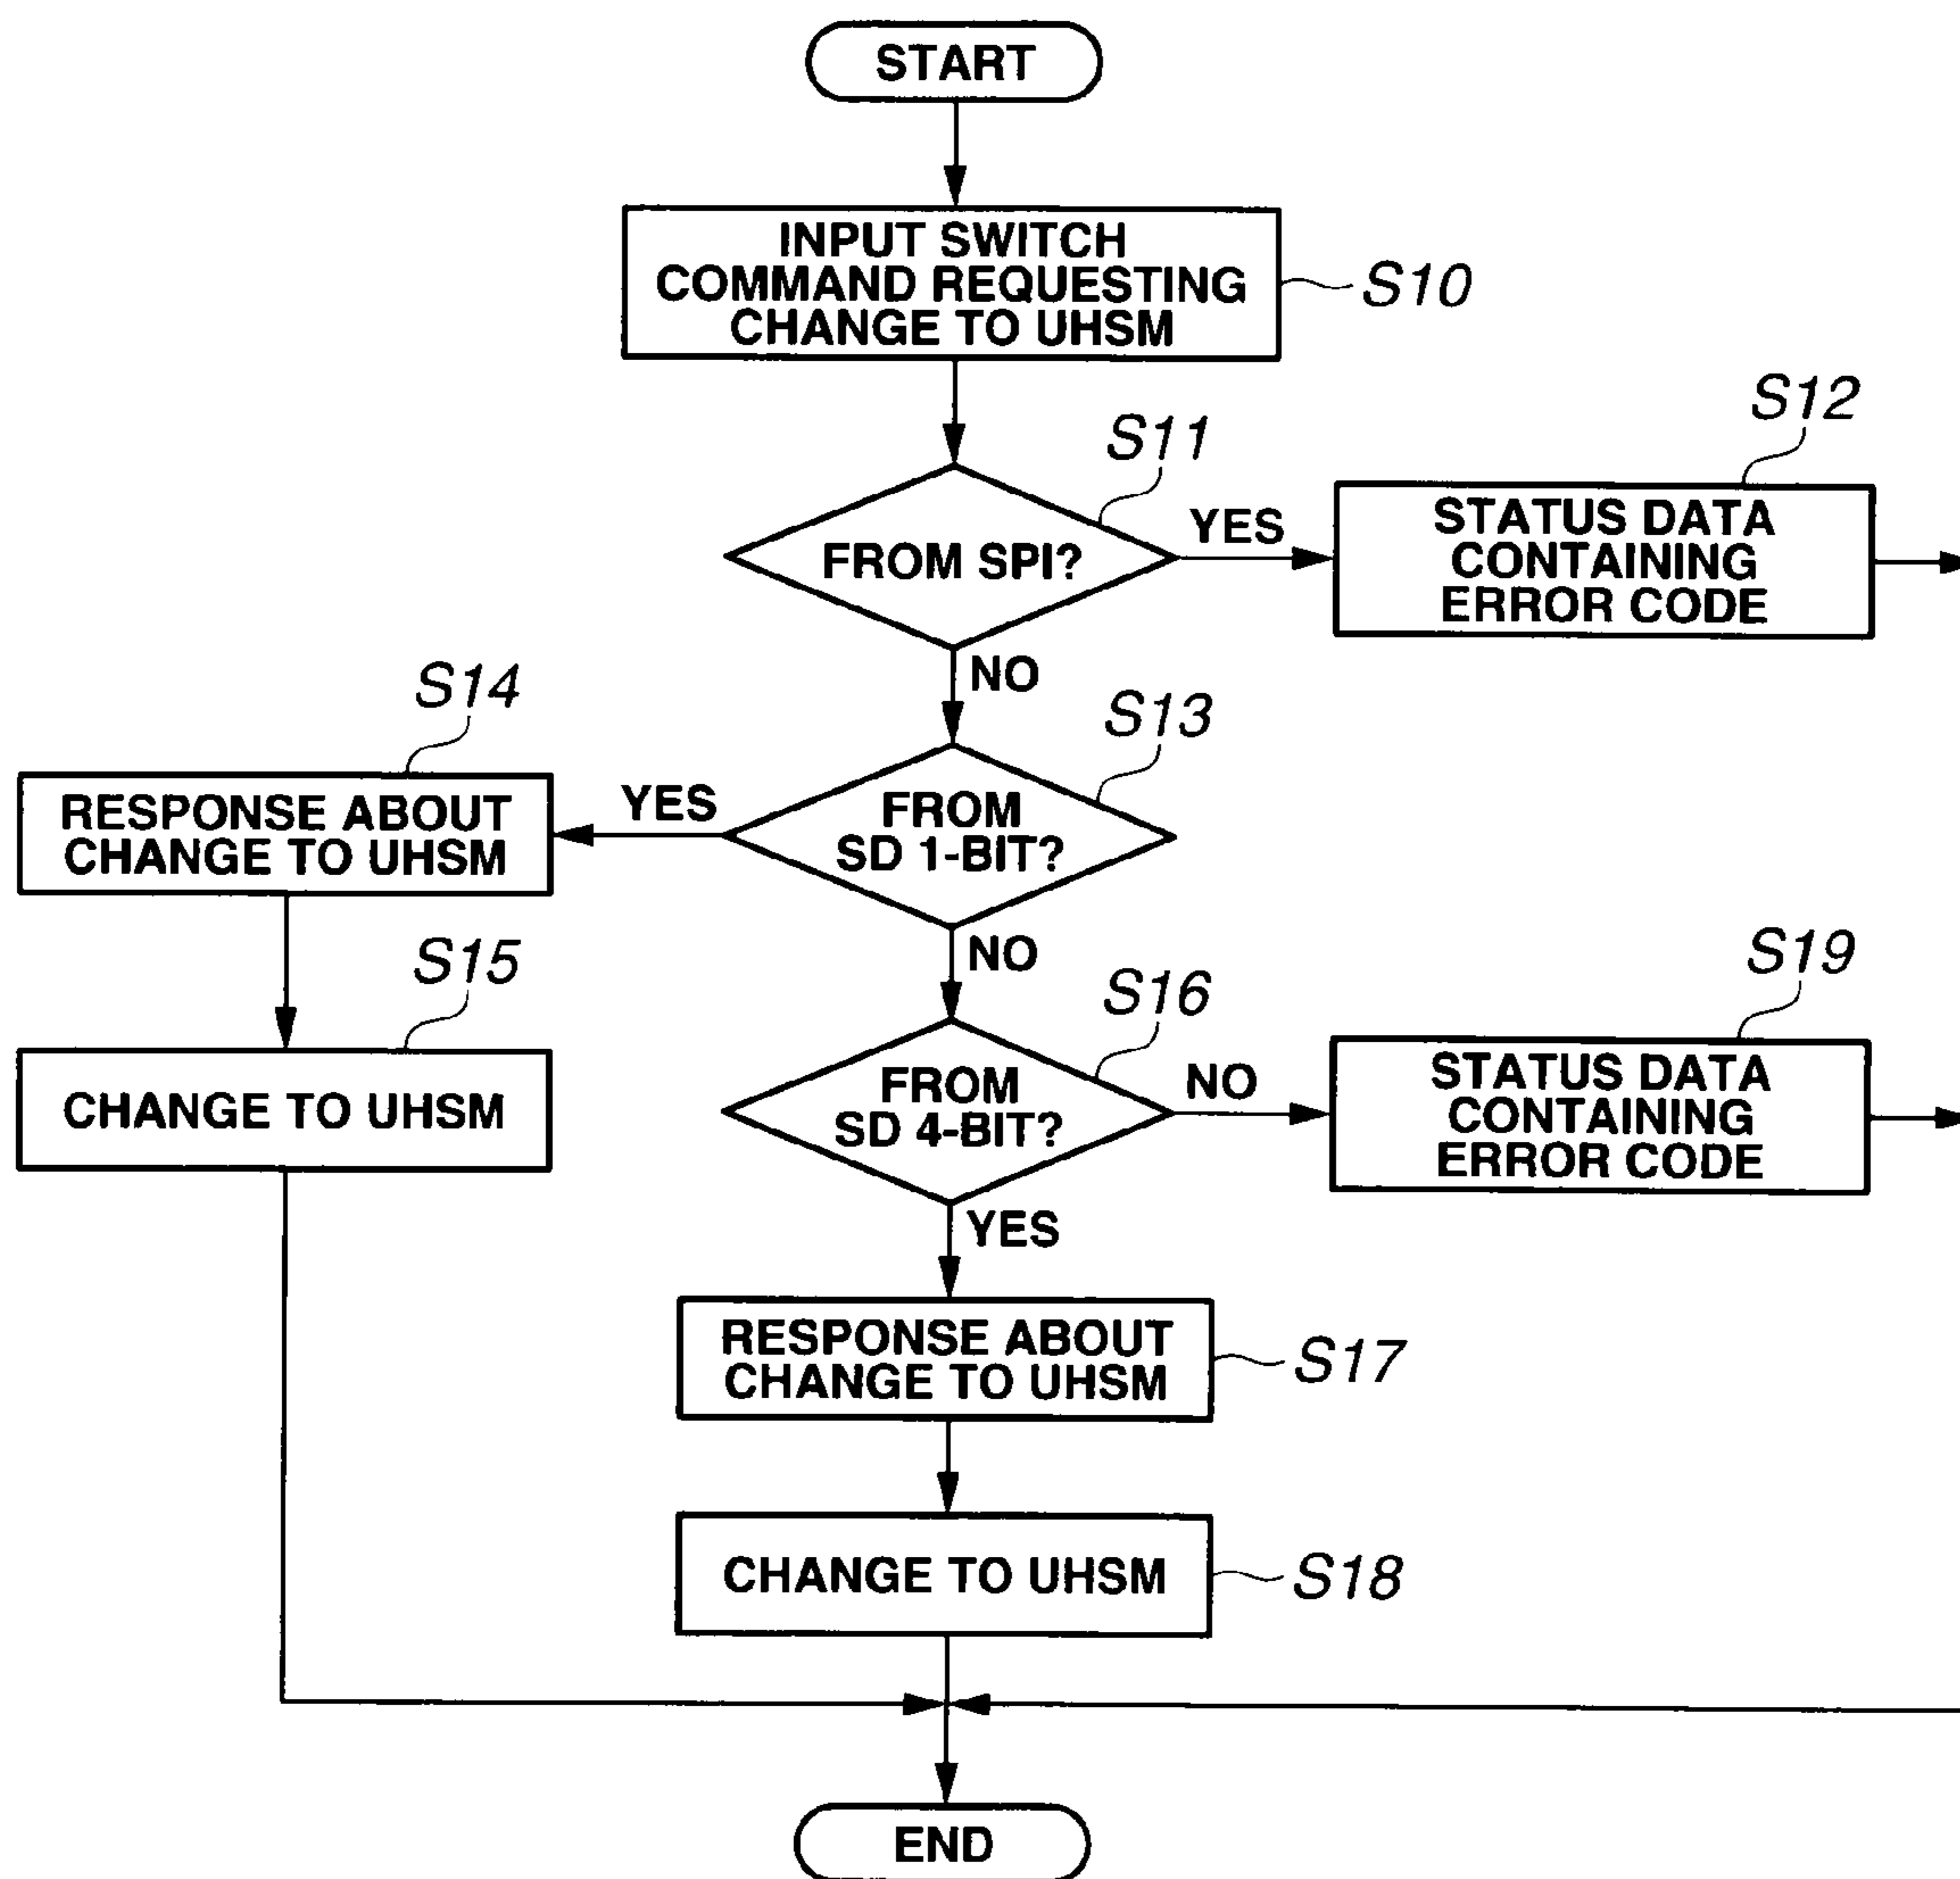 START
INPUT SWITCH
COMMAND REQUESTING
CHANGE TO UHSM
S10
S11
FROM SPI?
YES
S12
STATUS DATA
CONTAINING
ERROR CODE
NO
S13
FROM
SD 1-BIT?
YES
S14
RESPONSE ABOUT
CHANGE TO UHSM
S15
CHANGE TO UHSM
NO
S16
FROM
SD 4-BIT?
NO
S19
STATUS DATA
CONTAINING
ERROR CODE
YES
RESPONSE ABOUT
CHANGE TO UHSM
S17
CHANGE TO UHSM
S18
END